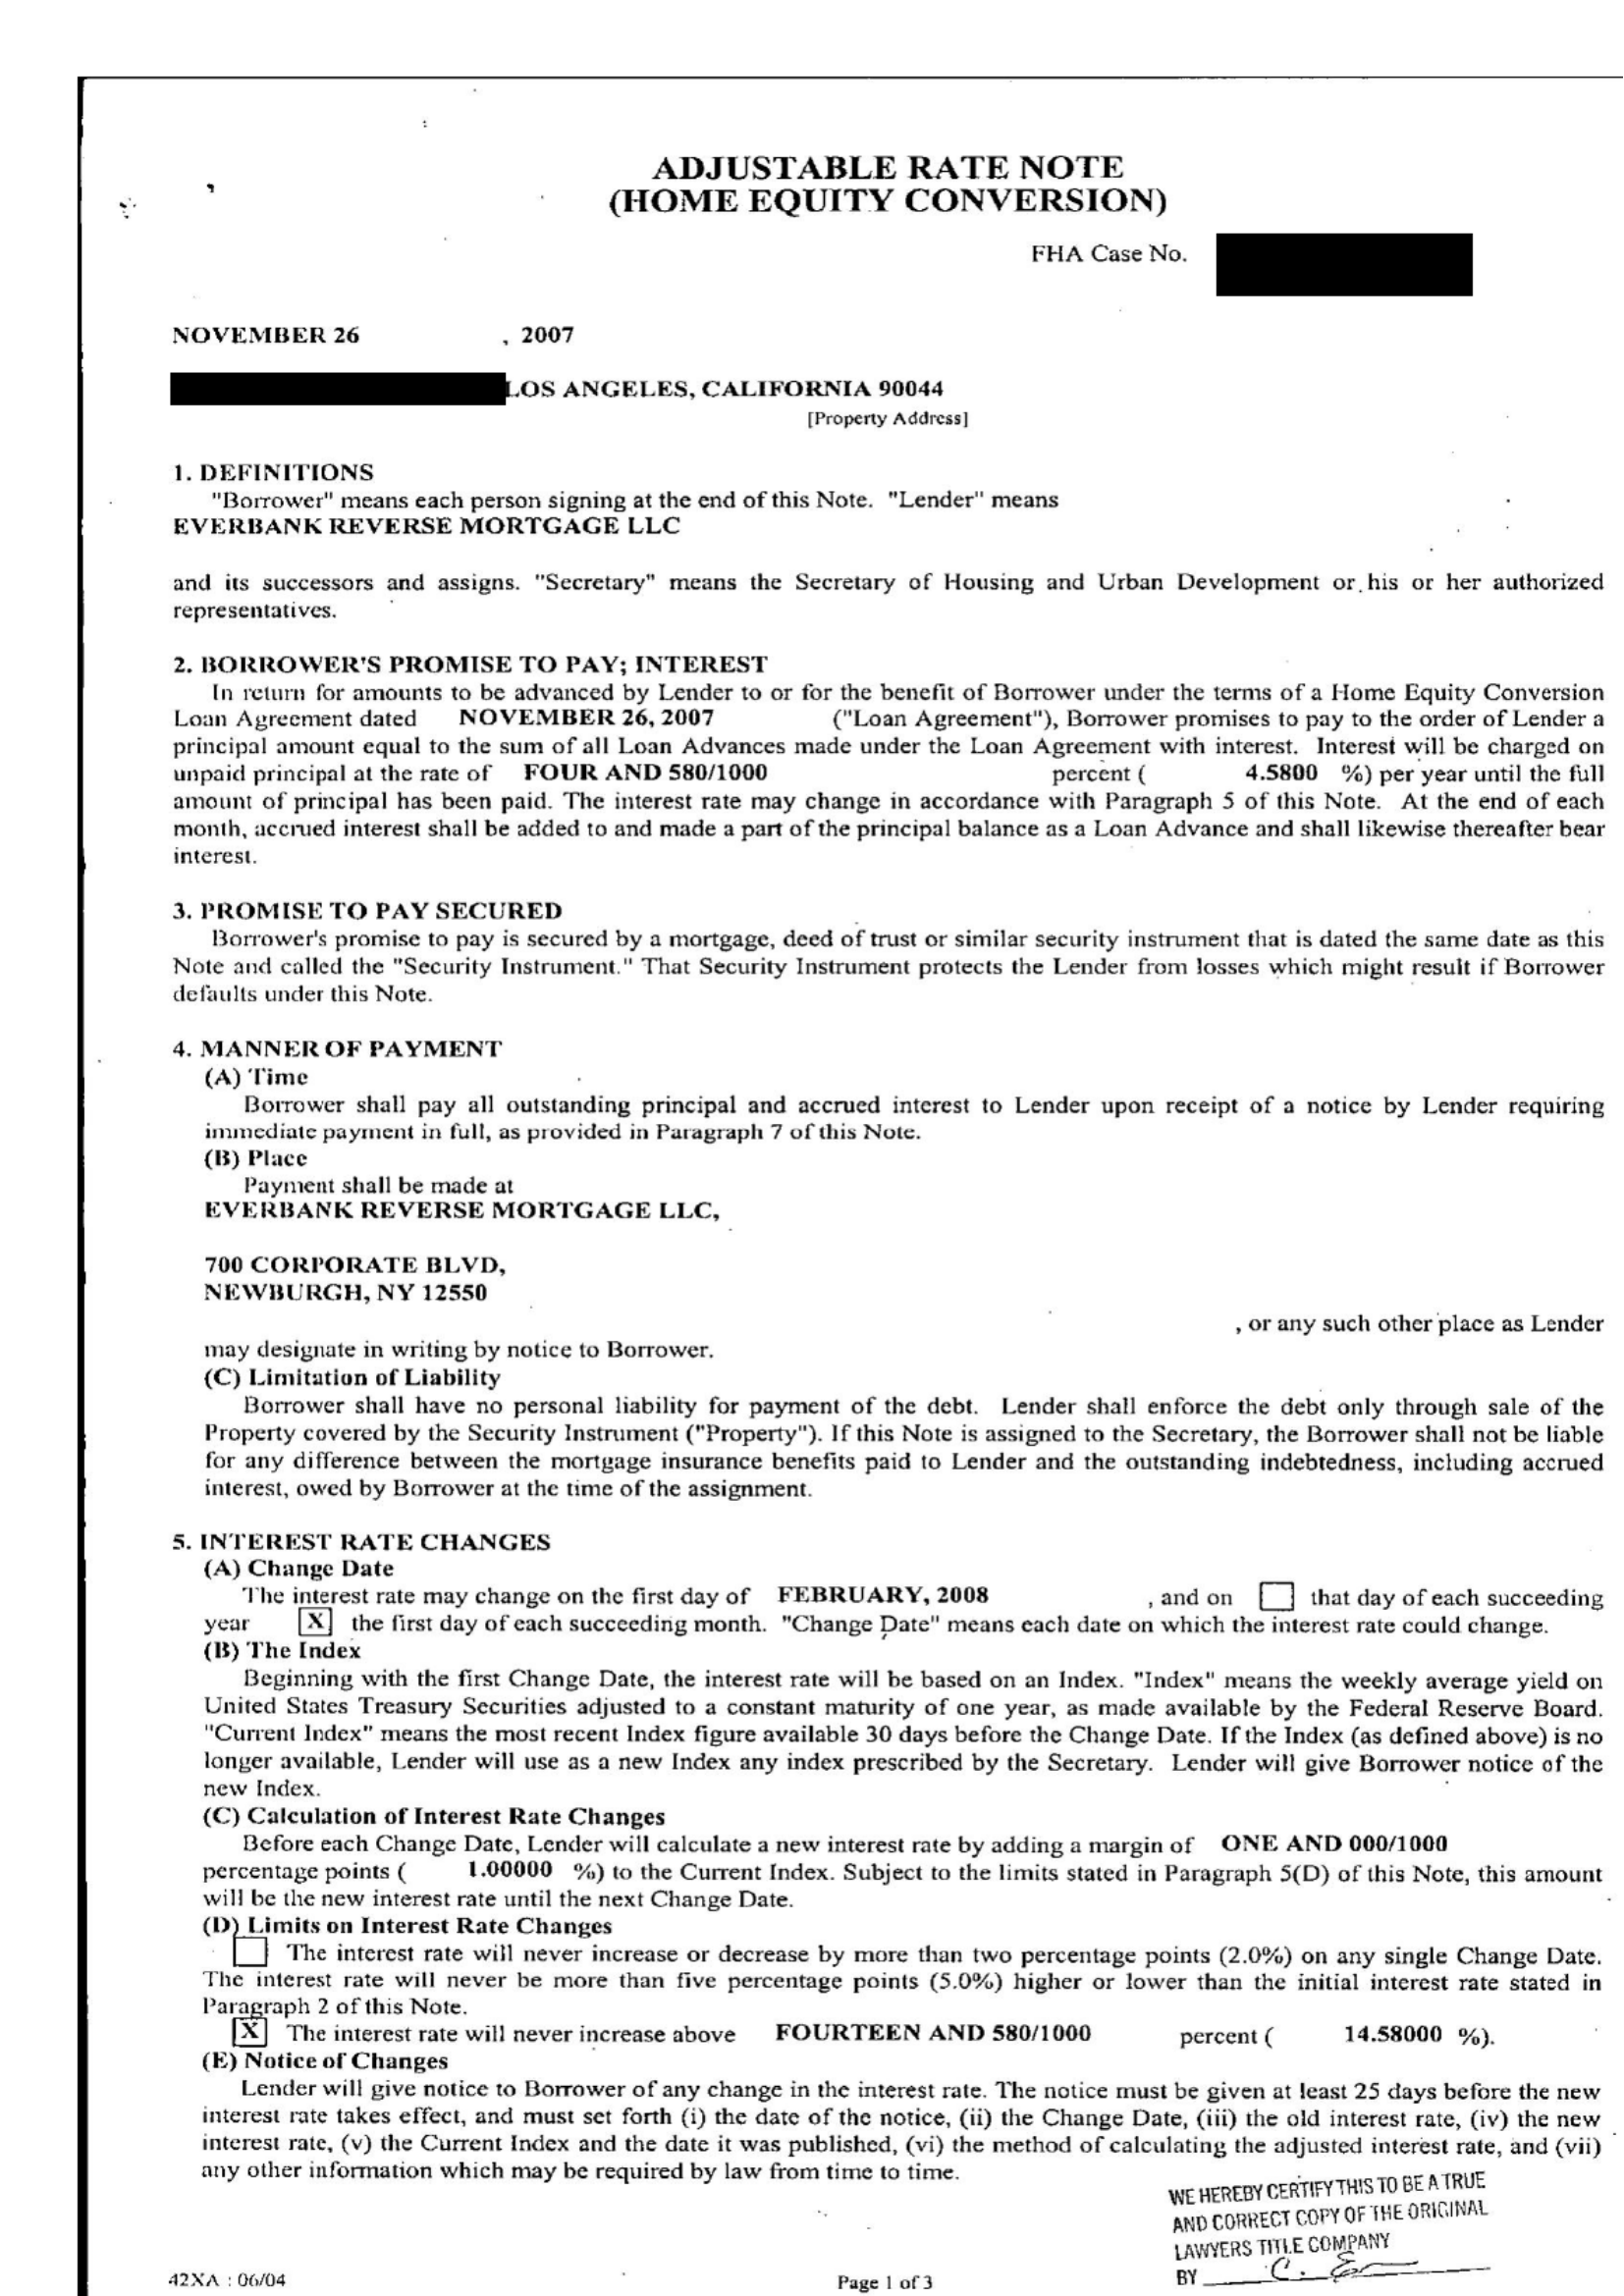 ADJUSTABLE RATE NOTE
(HOME EQUITY CONVERSION)
FHA Case No.
NOVEMBER 26 , 2007
LOS ANGELES, CALIFORNIA 90044
[Property Address]
1. DEFINITIONS
"Borrower" means each person signing at the end of this Note. "Lender" means
EVERBANK REVERSE MORTGAGE LLC
and its successors and assigns. "Secretary" means the Secretary of Housing and Urban Development or his or her authorized
representatives.
2. BORROWER'S PROMISE TO PAY; INTEREST
In return for amounts to be advanced by Lender to or for the benefit of Borrower under the terms of a Home Equity Conversion
Loan Agreement dated NOVEMBER 26, 2007 ("Loan Agreement"), Borrower promises to pay to the order of Lender a
principal amount equal to the sum of all Loan Advances made under the Loan Agreement with interest. Interest will be charged on
unpaid principal at the rate of FOUR AND 580/1000 percent ( 4.5800 %) per year until the full
amount of principal has been paid. The interest rate may change in accordance with Paragraph 5 of this Note. At the end of each
month, accrued interest shall be added to and made a part of the principal balance as a Loan Advance and shall likewise thereafter bear
interest.
3. PROMISE TO PAY SECURED
Borrower's promise to pay is secured by a mortgage, deed of trust or similar security instrument that is dated the same date as this
Note and called the "Security Instrument." That Security Instrument protects the Lender from losses which might result if Borrower
defaults under this Note.
4. MANNER OF PAYMENT
(A) Time
Borrower shall pay all outstanding principal and accrued interest to Lender upon receipt of a notice by Lender requiring
immediate payment in full, as provided in Paragraph 7 of this Note.
(B) Place
Payment shall be made at
EVERBANK REVERSE MORTGAGE LLC,
700 CORPORATE BLVD,
NEWBURGH, NY 12550
, or any such other place as Lender
may designate in writing by notice to Borrower.
(C) Limitation of Liability
Borrower shall have no personal liability for payment of the debt. Lender shall enforce the debt only through sale of the
Property covered by the Security Instrument ("Property"). If this Note is assigned to the Secretary, the Borrower shall not be liable
for any difference between the mortgage insurance benefits paid to Lender and the outstanding indebtedness, including accrued
interest, owed by Borrower at the time of the assignment.
5. INTEREST RATE CHANGES
(A) Change Date
The interest rate may change on the first day of FEBRUARY, 2008 , and on that day of each succeeding
year X the first day of each succeeding month. "Change Date" means each date on which the interest rate could change.
(B) The Index
Beginning with the first Change Date, the interest rate will be based on an Index. "Index" means the weekly average yield on
United States Treasury Securities adjusted to a constant maturity of one year, as made available by the Federal Reserve Board.
"Current Index" means the most recent Index figure available 30 days before the Change Date. If the Index (as defined above) is no
longer available, Lender will use as a new Index any index prescribed by the Secretary. Lender will give Borrower notice of the
new Index.
(C) Calculation of Interest Rate Changes
Before each Change Date, Lender will calculate a new interest rate by adding a margin of ONE AND 000/1000
percentage points ( 1.00000 %) to the Current Index. Subject to the limits stated in Paragraph 5(D) of this Note, this amount
will be the new interest rate until the next Change Date.
(D) Limits on Interest Rate Changes
The interest rate will never increase or decrease by more than two percentage points (2.0%) on any single Change Date.
The interest rate will never be more than five percentage points (5.0%) higher or lower than the initial interest rate stated in
Paragraph 2 of this Note.
X The interest rate will never increase above FOURTEEN AND 580/1000 percent ( 14.58000 %).
(E) Notice of Changes
Lender will give notice to Borrower of any change in the interest rate. The notice must be given at least 25 days before the new
interest rate takes effect, and must set forth (i) the date of the notice, (ii) the Change Date, (iii) the old interest rate, (iv) the new
interest rate, (v) the Current Index and the date it was published, (vi) the method of calculating the adjusted interest rate, and (vii)
any other information which may be required by law from time to time.
WE HEREBY CERTIFY THIS TO BE A TRUE
AND CORRECT COPY OF THE ORIGINAL
LAWYERS TITLE COMPANY
BY
42XA : 06/04
Page 1 of 3